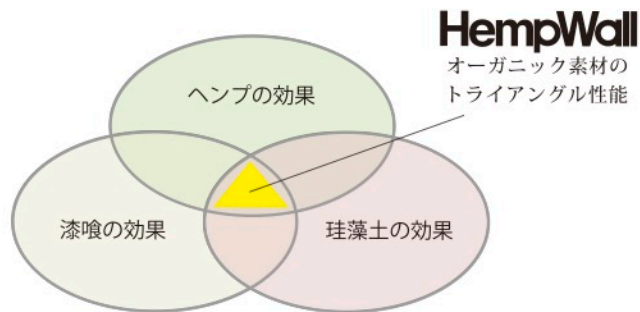 HempWall
オーガニック素材の
トライアングル性能
ヘンプの効果
漆喰の効果
珪藻土の効果